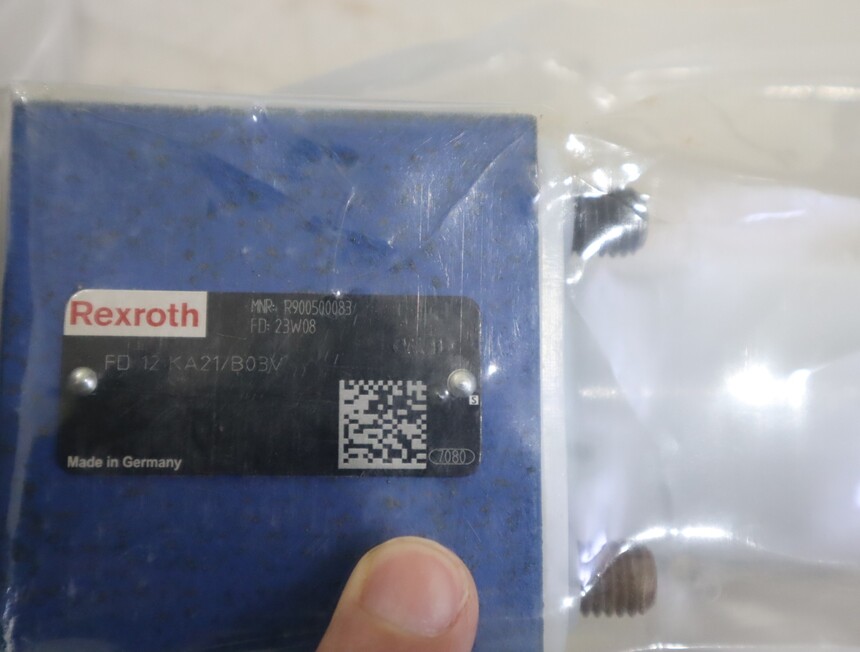 Rexroth
MNR: R900500083
FD: 23W08
FD 12 KA21/B03V
S
Made in Germany
7080